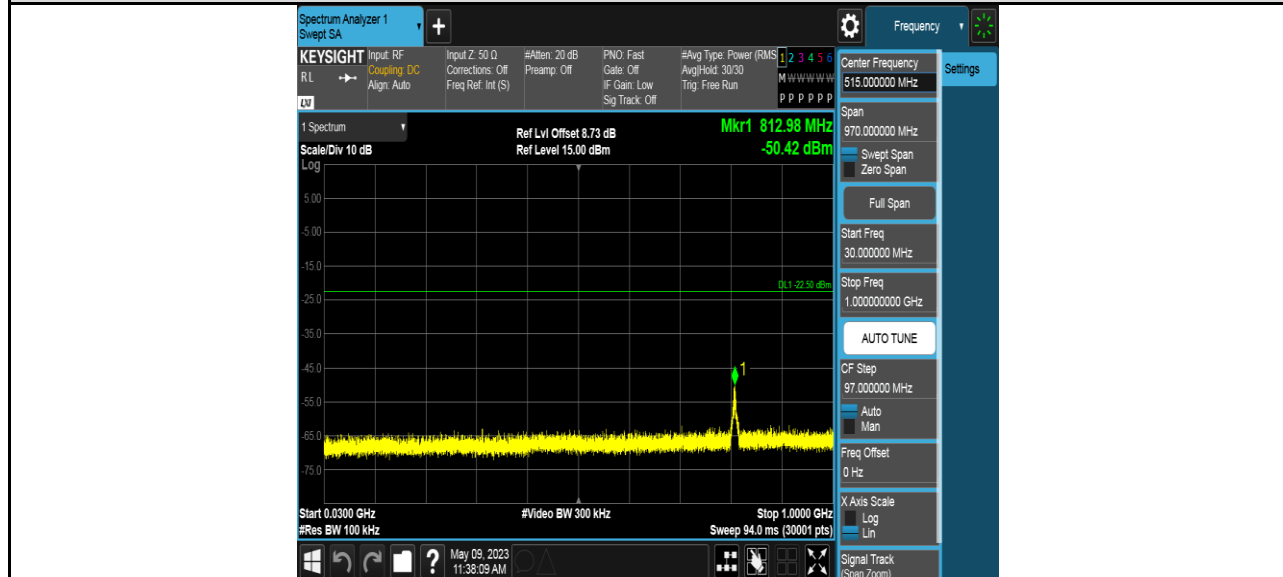 Spectrum Analyzer 1
Swept SA
+
Frequency
KEYSIGHT
RL
LXI
Input: RF
Coupling: DC
Align: Auto
Input Z: 50 Ω
Corrections: Off
Freq Ref: Int (S)
#Atten: 20 dB
Preamp: Off
PNO: Fast
Gate: Off
IF Gain: Low
Sig Track: Off
#Avg Type: Power (RMS
Avg|Hold: 30/30
Trig: Free Run
1 2 3 4 5 6
M W W W W W
P P P P P P
1 Spectrum
Scale/Div 10 dB
Ref Lvl Offset 8.73 dB
Ref Level 15.00 dBm
Mkr1 812.98 MHz
-50.42 dBm
Log
5.00
-5.00
-15.0
DL1 -22.50 dBm
-25.0
-35.0
-45.0
1
-55.0
-65.0
-75.0
Start 0.0300 GHz
#Video BW 300 kHz
Stop 1.0000 GHz
#Res BW 100 kHz
Sweep 94.0 ms (30001 pts)
?
May 09, 2023
11:38:09 AM
Center Frequency
515.000000 MHz
Settings
Span
970.000000 MHz
Swept Span
Zero Span
Full Span
Start Freq
30.000000 MHz
Stop Freq
1.000000000 GHz
AUTO TUNE
CF Step
97.000000 MHz
Auto
Man
Freq Offset
0 Hz
X Axis Scale
Log
Lin
Signal Track
(Span Zoom)